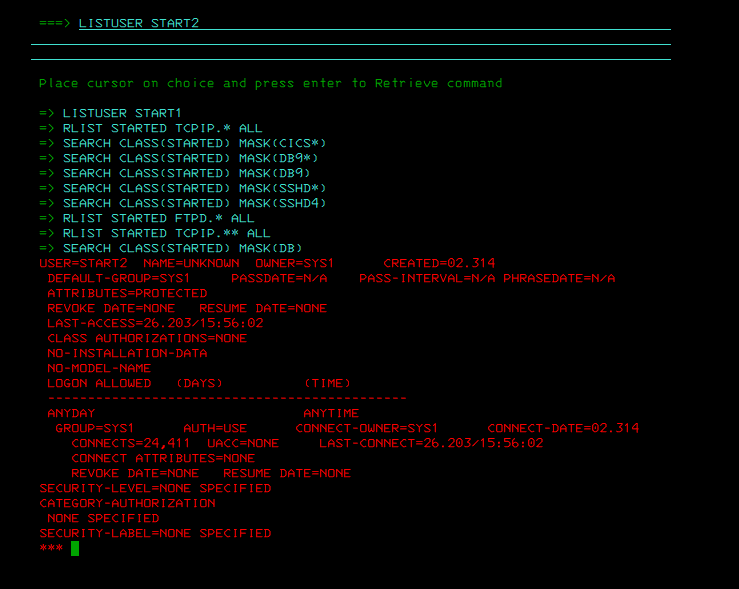 ===> LISTUSER START2
Place cursor on choice and press enter to Retrieve command
=> LISTUSER START1
=> RLIST STARTED TCPIP.* ALL
=> SEARCH CLASS(STARTED) MASK(CICS*)
=> SEARCH CLASS(STARTED) MASK(DB9*)
=> SEARCH CLASS(STARTED) MASK(DB9)
=> SEARCH CLASS(STARTED) MASK(SSHD*)
=> SEARCH CLASS(STARTED) MASK(SSHD4)
=> RLIST STARTED FTPD.* ALL
=> RLIST STARTED TCPIP.** ALL
=> SEARCH CLASS(STARTED) MASK(DB)
USER=START2  NAME=UNKNOWN  OWNER=SYS1      CREATED=02.314
 DEFAULT-GROUP=SYS1     PASSDATE=N/A    PASS-INTERVAL=N/A PHRASEDATE=N/A
 ATTRIBUTES=PROTECTED
 REVOKE DATE=NONE   RESUME DATE=NONE
 LAST-ACCESS=26.203/15:56:02
 CLASS AUTHORIZATIONS=NONE
 NO-INSTALLATION-DATA
 NO-MODEL-NAME
 LOGON ALLOWED   (DAYS)          (TIME)
 ---------------------------------------------
 ANYDAY                          ANYTIME
  GROUP=SYS1      AUTH=USE      CONNECT-OWNER=SYS1      CONNECT-DATE=02.314
    CONNECTS=24,411  UACC=NONE     LAST-CONNECT=26.203/15:56:02
    CONNECT ATTRIBUTES=NONE
    REVOKE DATE=NONE   RESUME DATE=NONE
SECURITY-LEVEL=NONE SPECIFIED
CATEGORY-AUTHORIZATION
 NONE SPECIFIED
SECURITY-LABEL=NONE SPECIFIED
***